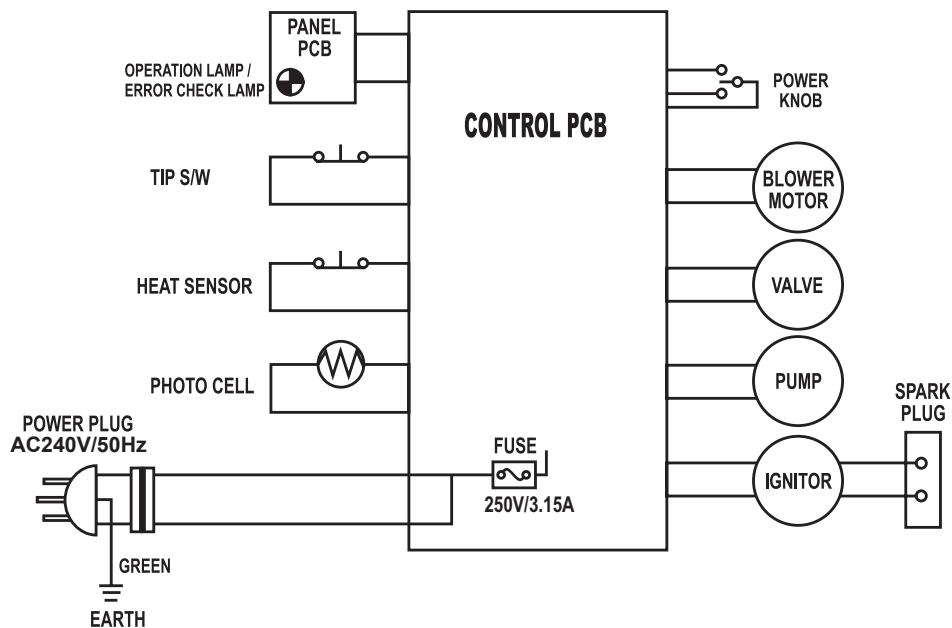 PANEL
PCB
OPERATION LAMP /
ERROR CHECK LAMP
CONTROL PCB
POWER
KNOB
TIP S/W
BLOWER
MOTOR
HEAT SENSOR
VALVE
PHOTO CELL
PUMP
SPARK
PLUG
POWER PLUG
AC240V/50Hz
FUSE
250V/3.15A
IGNITOR
GREEN
EARTH